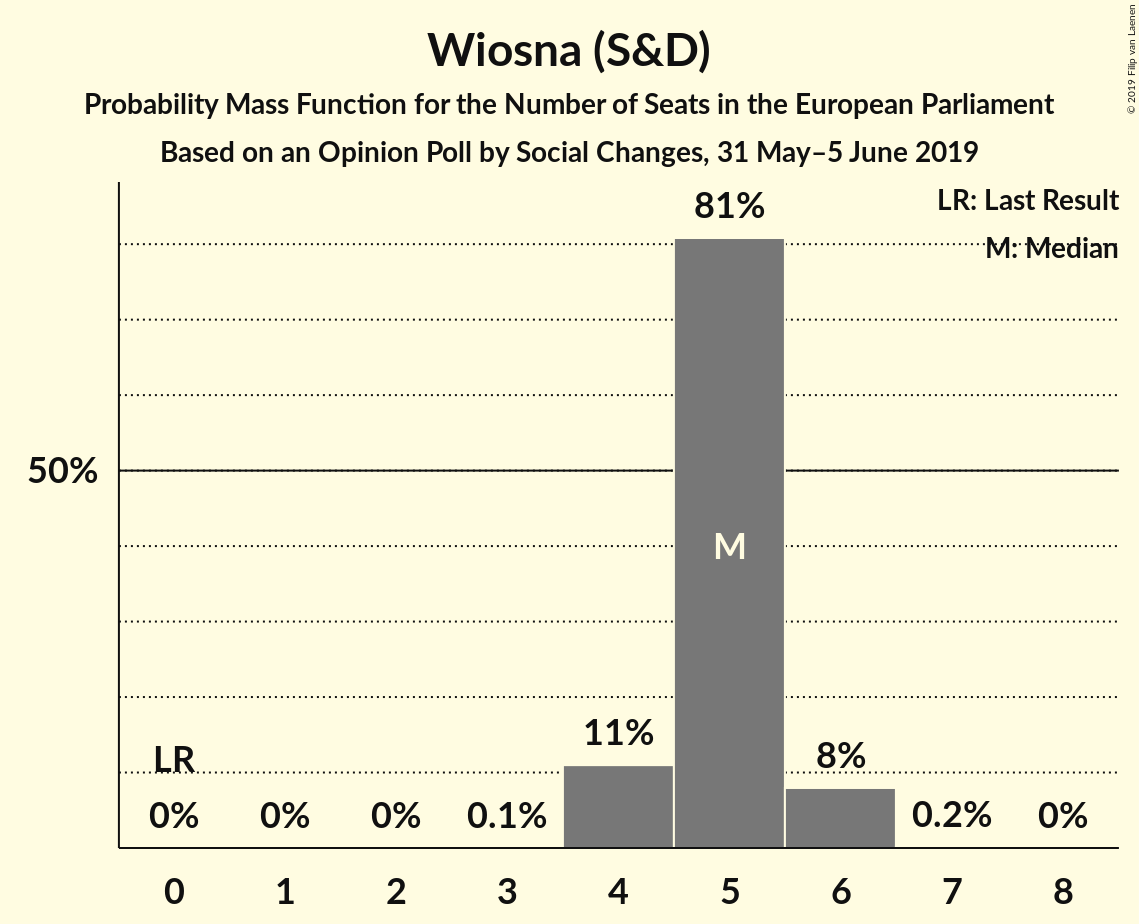 Wiosna (S&D)
Probability Mass Function for the Number of Seats in the European Parliament
Based on an Opinion Poll by Social Changes, 31 May–5 June 2019
© 2019 Filip van Laenen
LR: Last Result
M: Median
81%
50%
M
11%
LR
8%
0%
0%
0%
0.1%
0.2%
0%
0 1 2 3 4 5 6 7 8